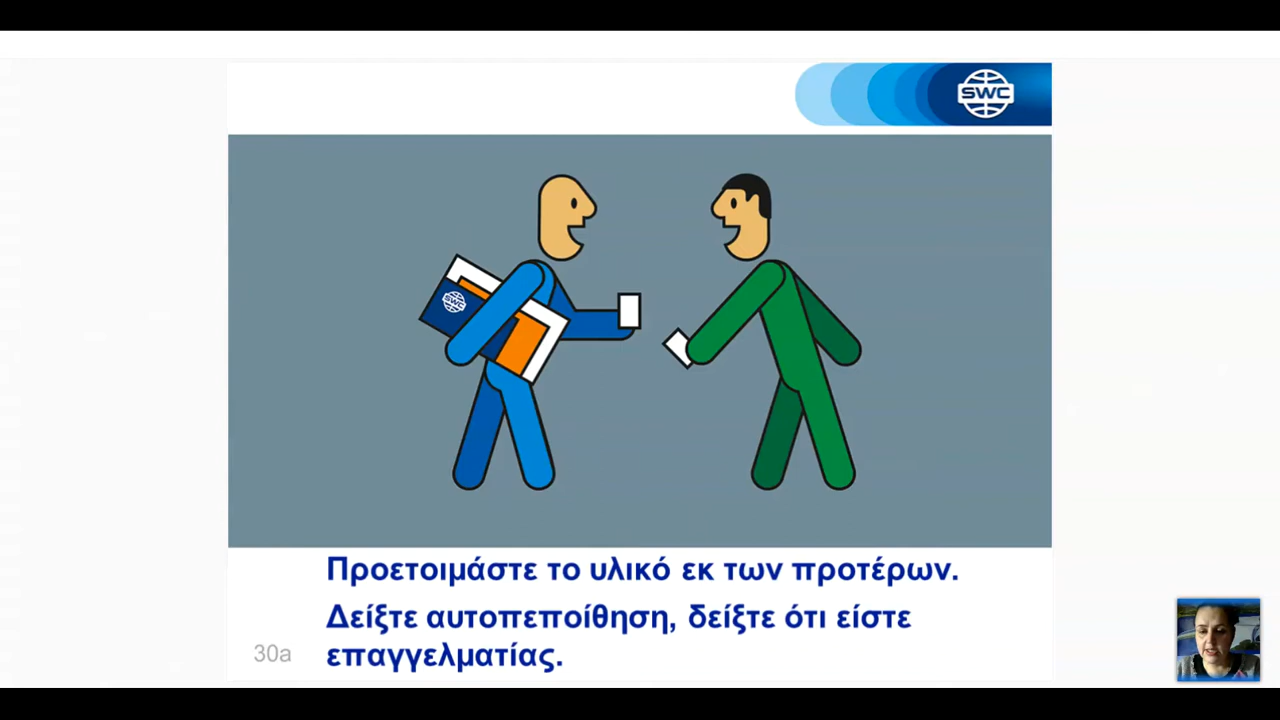 SWC
SWC
Προετοιμάστε το υλικό εκ των προτέρων.
Δείξτε αυτοπεποίθηση, δείξτε ότι είστε
επαγγελματίας.
30a